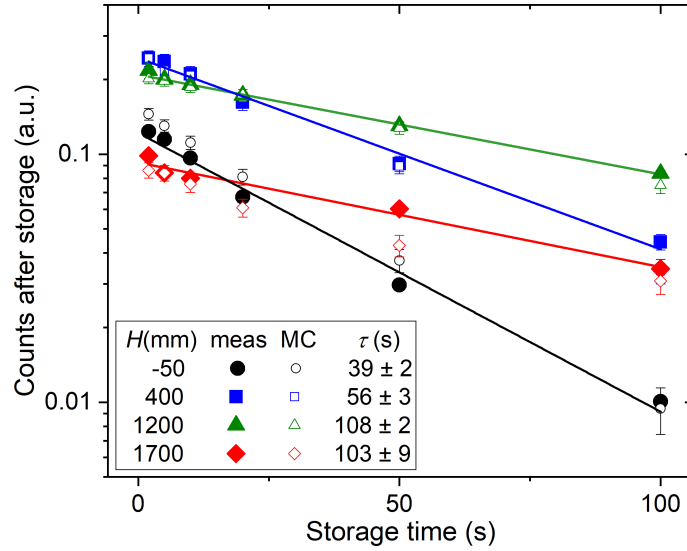 Counts after storage (a.u.)
0.1
0.01
H(mm) meas MC τ (s)
-50 39 ± 2
400 56 ± 3
1200 108 ± 2
1700 103 ± 9
0 50 100
Storage time (s)